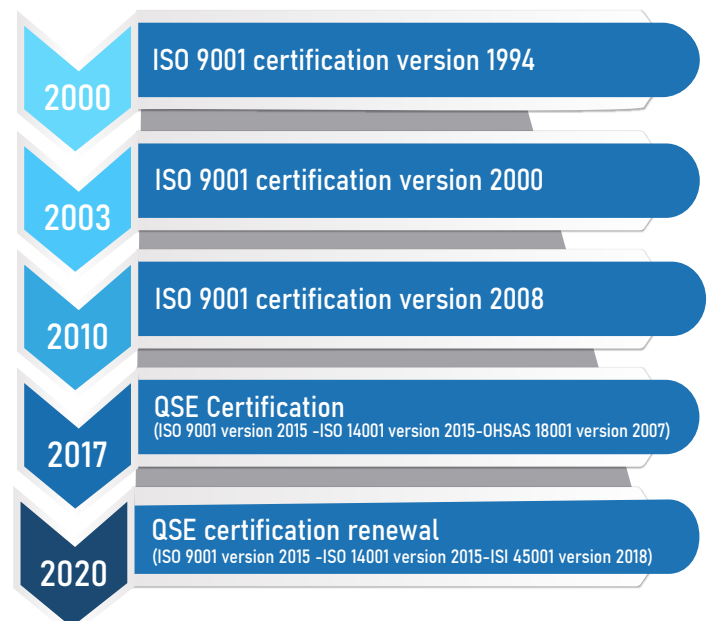 2000
ISO 9001 certification version 1994
2003
ISO 9001 certification version 2000
2010
ISO 9001 certification version 2008
2017
QSE Certification
(ISO 9001 version 2015 -ISO 14001 version 2015-OHSAS 18001 version 2007)
2020
QSE certification renewal
(ISO 9001 version 2015 -ISO 14001 version 2015-ISI 45001 version 2018)